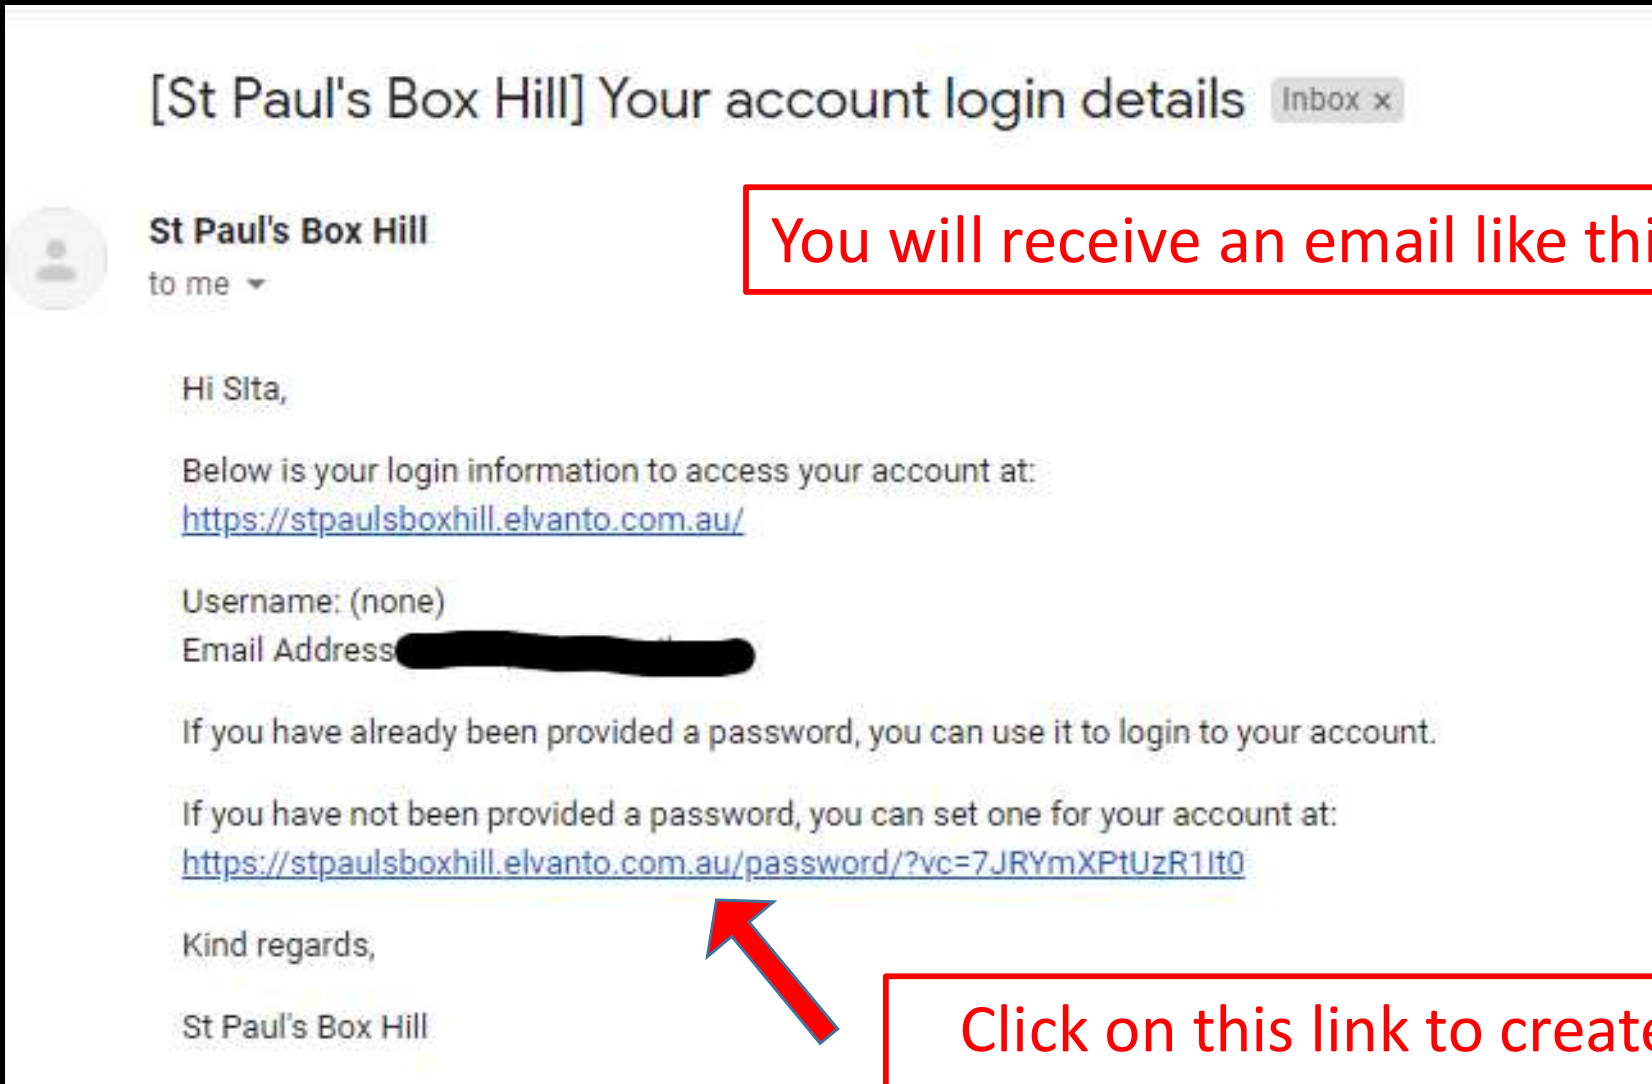 [St Paul's Box Hill] Your account login details Inbox x
St Paul's Box Hill
You will receive an email like thi
to me
Hi SIta,
Below is your login information to access your account at:
https://stpaulsboxhill.elvanto.com.au/
Username: (none)
Email Address
If you have already been provided a password, you can use it to login to your account.
If you have not been provided a password, you can set one for your account at:
https://stpaulsboxhill.elvanto.com.au/password/?vc=7JRYmXPtUzR1It0
Kind regards,
St Paul's Box Hill
Click on this link to create